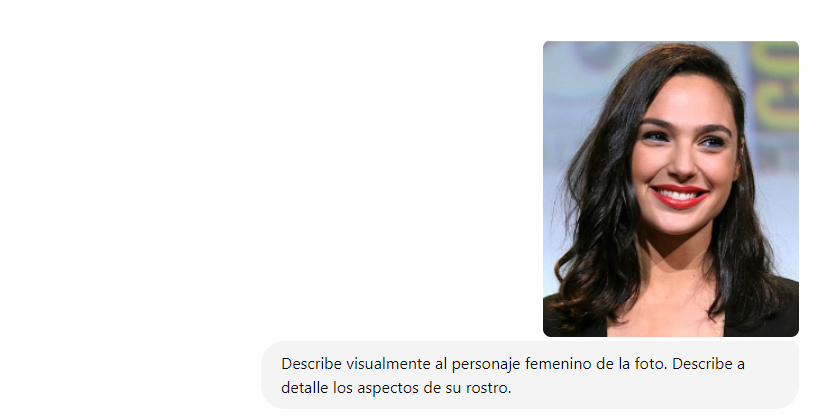 Describe visualmente al personaje femenino de la foto. Describe a
detalle los aspectos de su rostro.